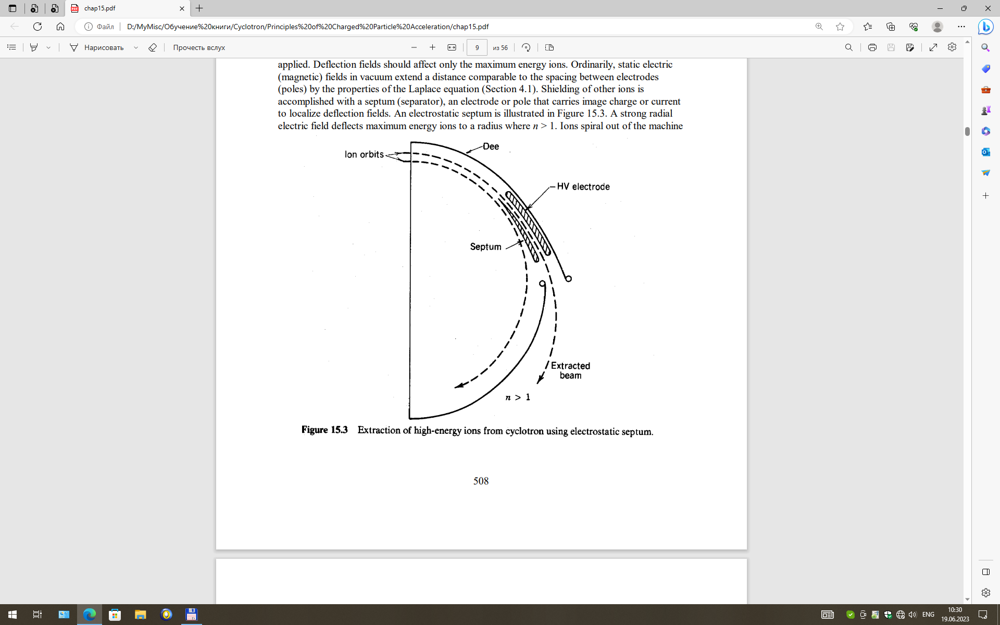 chap15.pdf
Файл
D:/MyMisc/Обучение%20книги/Cyclotron/Principles%20of%20Charged%20Particle%20Acceleration/chap15.pdf
Нарисовать
Прочесть вслух
9
из 56
applied. Deflection fields should affect only the maximum energy ions. Ordinarily, static electric
(magnetic) fields in vacuum extend a distance comparable to the spacing between electrodes
(poles) by the properties of the Laplace equation (Section 4.1). Shielding of other ions is
accomplished with a septum (separator), an electrode or pole that carries image charge or current
to localize deflection fields. An electrostatic septum is illustrated in Figure 15.3. A strong radial
electric field deflects maximum energy ions to a radius where n > 1. Ions spiral out of the machine
Dee
Ion orbits
HV electrode
Septum
Extracted
beam
n > 1
Figure 15.3 Extraction of high-energy ions from cyclotron using electrostatic septum.
508
ENG
10:30
19.06.2023